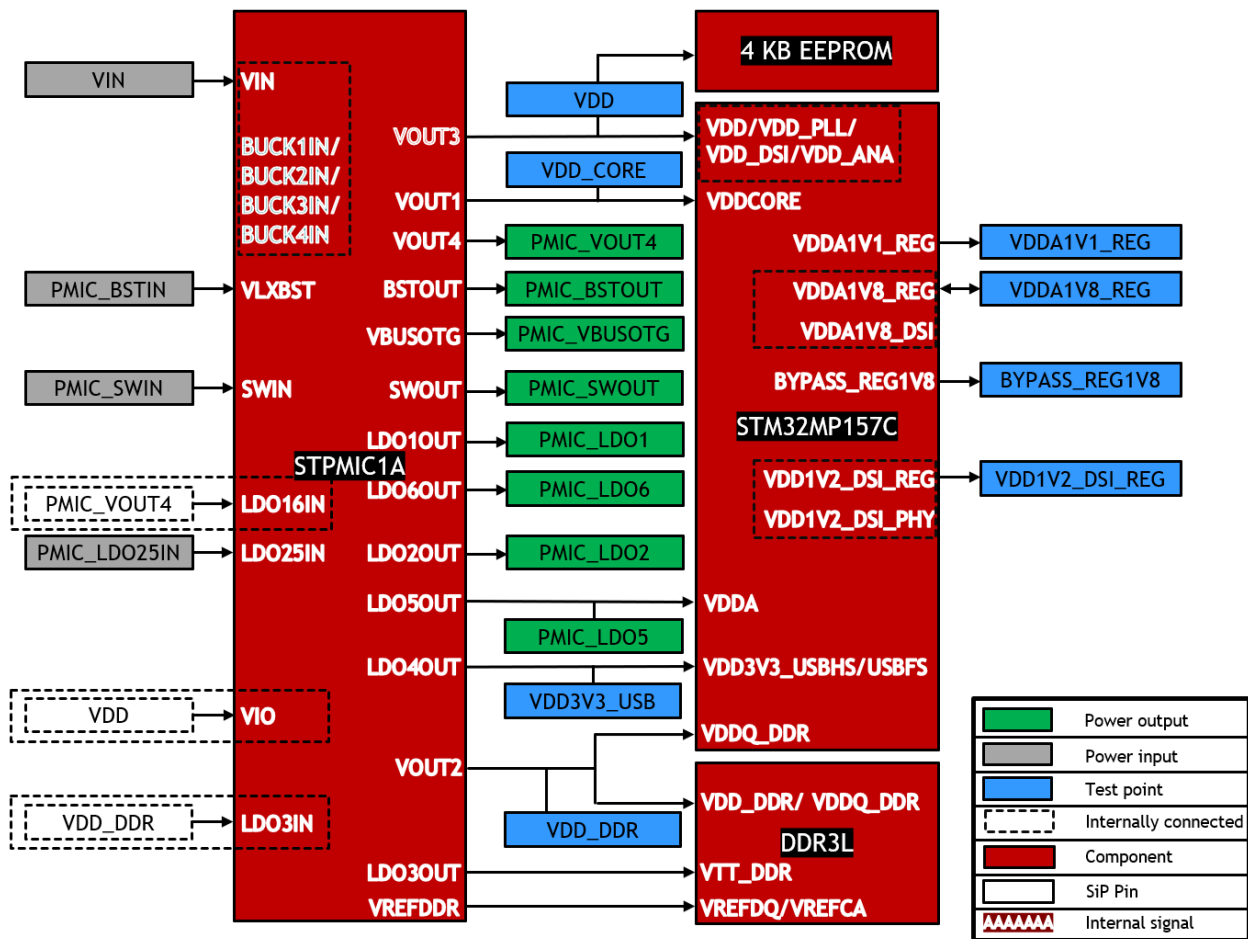 VIN
PMIC_BSTIN
PMIC_SWIN
PMIC_VOUT4
PMIC_LDO25IN
VDD
VDD_DDR
VIN
BUCK1IN/
BUCK2IN/
BUCK3IN/
BUCK4IN
VLXBST
SWIN
STPMIC1A
LDO16IN
LDO25IN
VIO
LDO3IN
VOUT3
VOUT1
VOUT4
BSTOUT
VBUSOTG
SWOUT
LDO1OUT
LDO6OUT
LDO2OUT
LDO5OUT
LDO4OUT
VOUT2
LDO3OUT
VREFDDR
VDD
VDD_CORE
PMIC_VOUT4
PMIC_BSTOUT
PMIC_VBUSOTG
PMIC_SWOUT
PMIC_LDO1
PMIC_LDO6
PMIC_LDO2
PMIC_LDO5
VDD3V3_USB
VDD_DDR
4 KB EEPROM
VDD/VDD_PLL/
VDD_DSI/VDD_ANA
VDDCORE
VDDA1V1_REG
VDDA1V8_REG
VDDA1V8_DSI
BYPASS_REG1V8
STM32MP157C
VDD1V2_DSI_REG
VDD1V2_DSI_PHY
VDDA
VDD3V3_USBHS/USBFS
VDDQ_DDR
VDD_DDR/ VDDQ_DDR
DDR3L
VTT_DDR
VREFDQ/VREFCA
VDDA1V1_REG
VDDA1V8_REG
BYPASS_REG1V8
VDD1V2_DSI_REG
Power output
Power input
Test point
Internally connected
Component
SiP Pin
AAAAAAA Internal signal